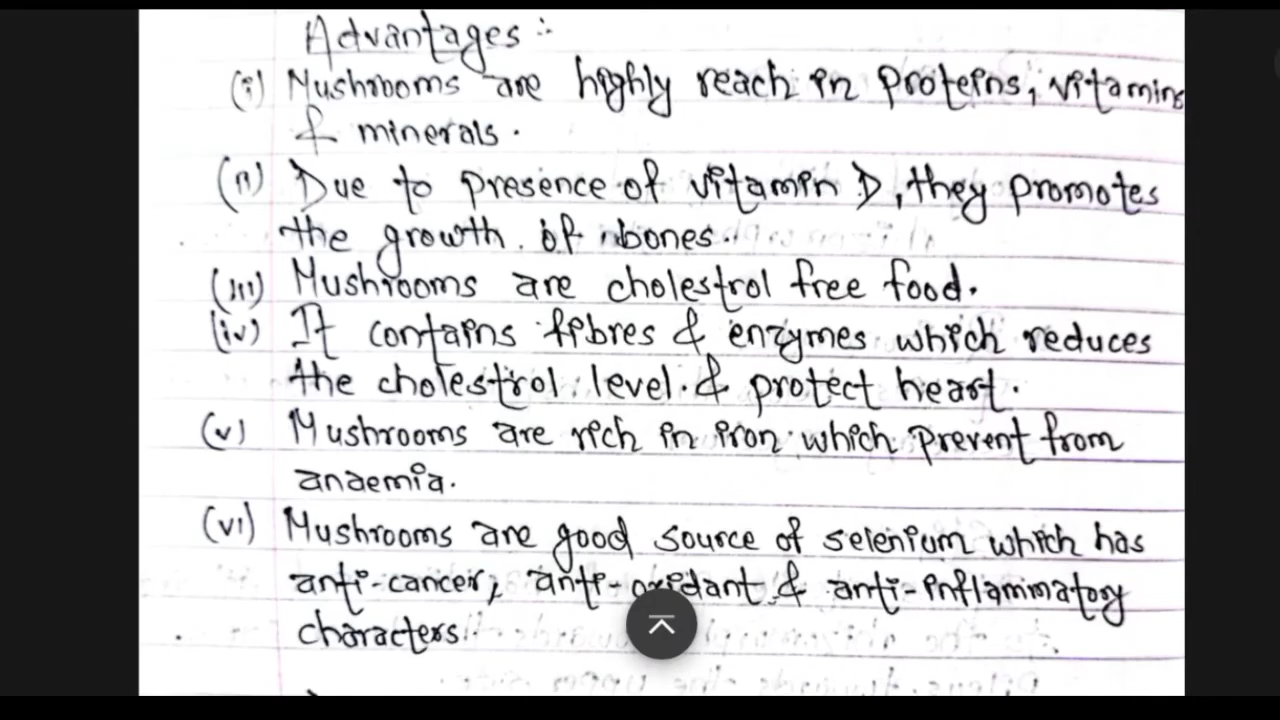 Advantages :-
(i) Mushrooms are highly reach in proteins, vitamins
& minerals.
(ii) Due to presence of vitamin D, they promotes
the growth of bones.
(iii) Mushrooms are cholestrol free food.
(iv) It contains fibres & enzymes which reduces
the cholestrol level & protect heart.
(v) Mushrooms are rich in iron which prevent from
anaemia.
(vi) Mushrooms are good source of selenium which has
anti-cancer, anti-oxidant & anti-inflammatory
characters.